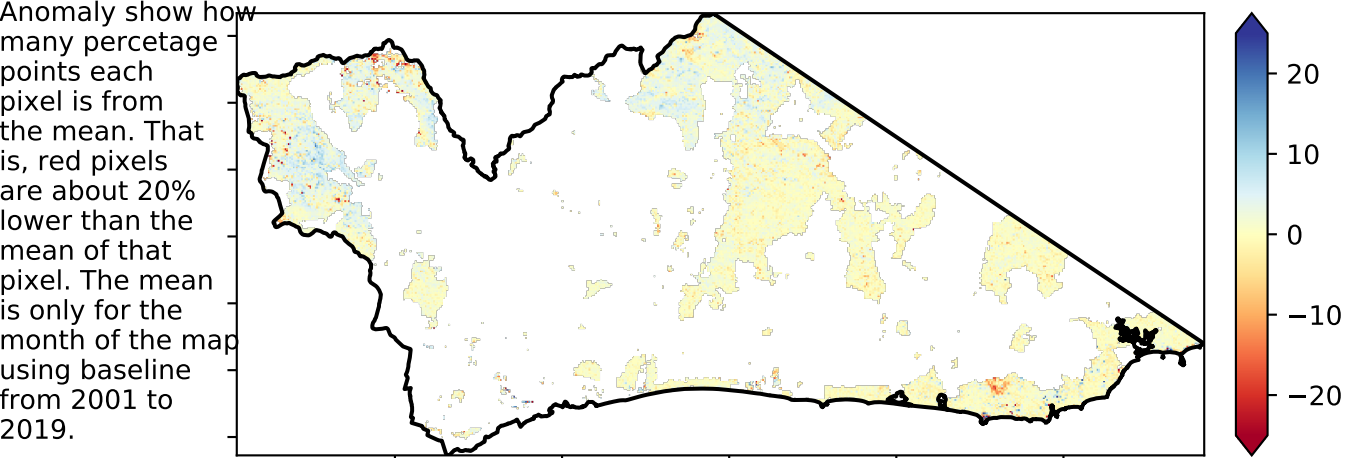 Anomaly show how
many percetage
points each
pixel is from
the mean. That
is, red pixels
are about 20%
lower than the
mean of that
pixel. The mean
is only for the
month of the map
using baseline
from 2001 to
2019.
20
10
0
−10
−20